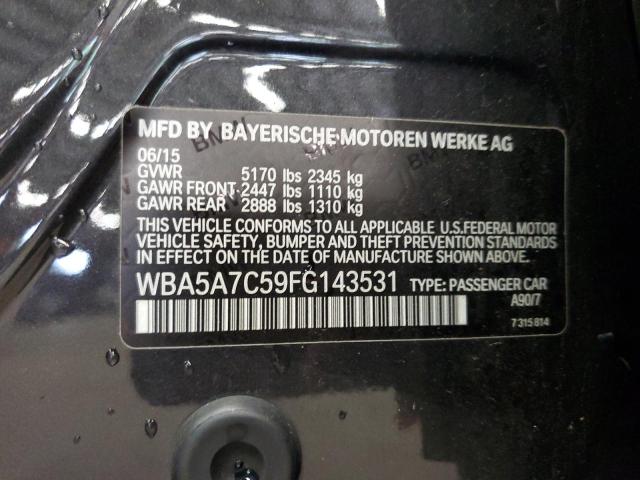 MFD BY BAYERISCHE MOTOREN WERKE AG
06/15
GVWR 5170 lbs 2345 kg
GAWR FRONT 2447 lbs 1110 kg
GAWR REAR 2888 lbs 1310 kg
THIS VEHICLE CONFORMS TO ALL APPLICABLE U.S.FEDERAL MOTOR
VEHICLE SAFETY, BUMPER AND THEFT PREVENTION STANDARDS
IN EFFECT ON THE DATE OF MANUFACTURE SHOWN ABOVE.
WBA5A7C59FG143531 TYPE: PASSENGER CAR
A90/7
7 315 814